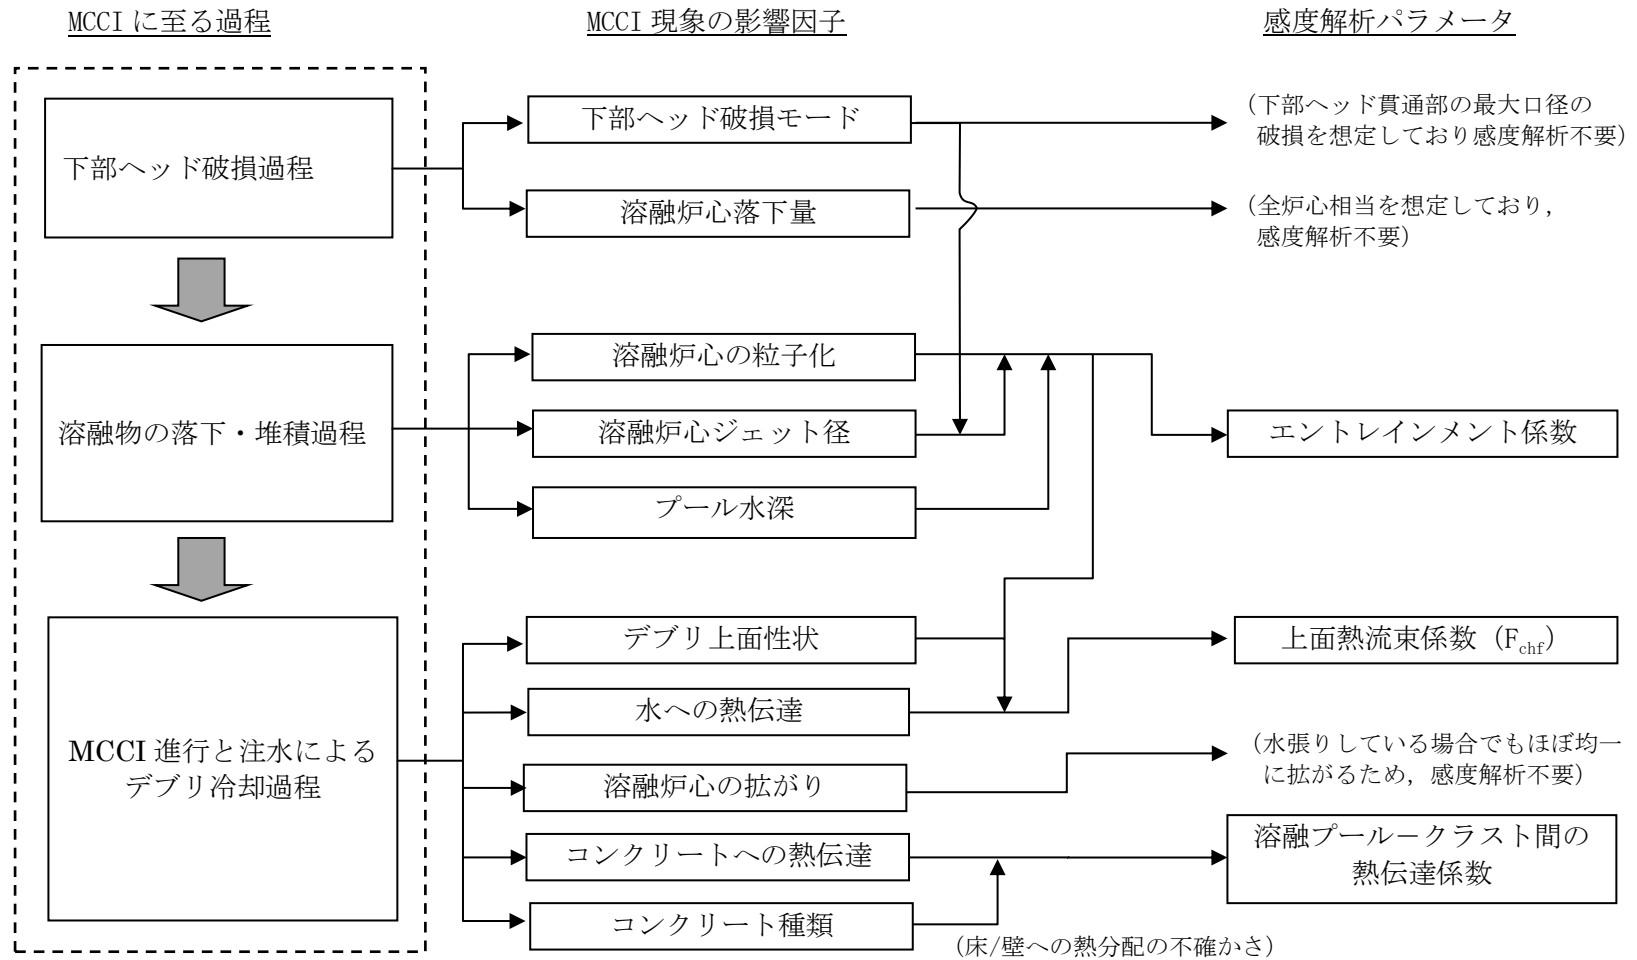 MCCI に至る過程
MCCI 現象の影響因子
感度解析パラメータ
下部ヘッド破損過程
下部ヘッド破損モード
(下部ヘッド貫通部の最大口径の
破損を想定しており感度解析不要)
溶融炉心落下量
(全炉心相当を想定しており,
感度解析不要)
溶融物の落下・堆積過程
溶融炉心の粒子化
溶融炉心ジェット径
エントレインメント係数
プール水深
MCCI 進行と注水による
デブリ冷却過程
デブリ上面性状
上面熱流束係数 (Fchf)
水への熱伝達
溶融炉心の拡がり
(水張りしている場合でもほぼ均一
に拡がるため, 感度解析不要)
コンクリートへの熱伝達
溶融プール－クラスト間の
熱伝達係数
コンクリート種類
(床/壁への熱分配の不確かさ)